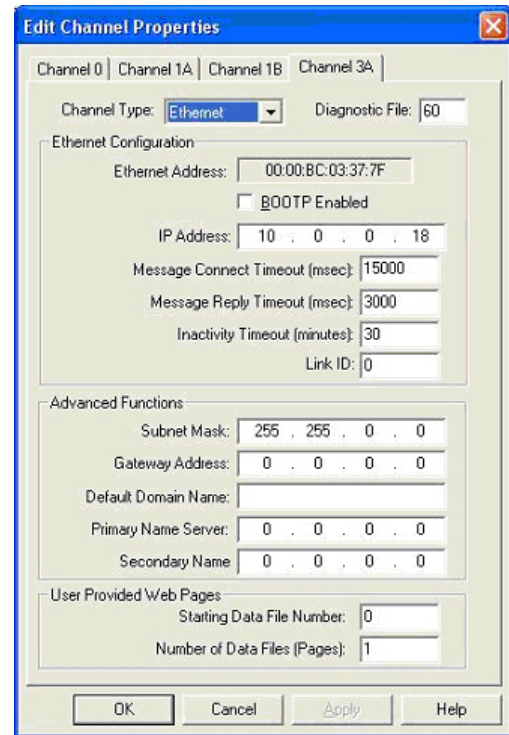 Edit Channel Properties
Channel 0 Channel 1A Channel 1B Channel 3A
Channel Type: Ethernet Diagnostic File: 60
Ethernet Configuration
Ethernet Address: 00:00:BC:03:37:7F
BOOTP Enabled
IP Address: 10 . 0 . 0 . 18
Message Connect Timeout (msec): 15000
Message Reply Timeout (msec): 3000
Inactivity Timeout (minutes): 30
Link ID: 0
Advanced Functions
Subnet Mask: 255 . 255 . 0 . 0
Gateway Address: 0 . 0 . 0 . 0
Default Domain Name:
Primary Name Server: 0 . 0 . 0 . 0
Secondary Name 0 . 0 . 0 . 0
User Provided Web Pages
Starting Data File Number: 0
Number of Data Files (Pages): 1
OK Cancel Apply Help